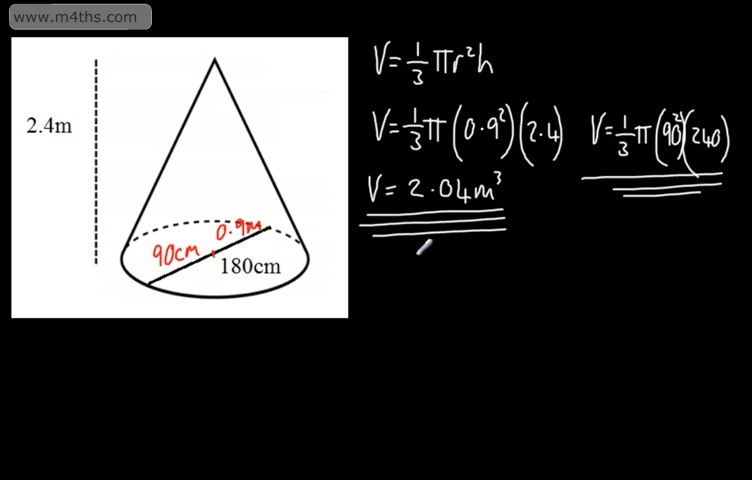 www.m4ths.com
2.4m
0.9m
90cm
180cm
V=1/3 πr²h
V=1/3 π(0.9²)(2.4)
V= 2.04m³
V=1/3 π(90²)(240)